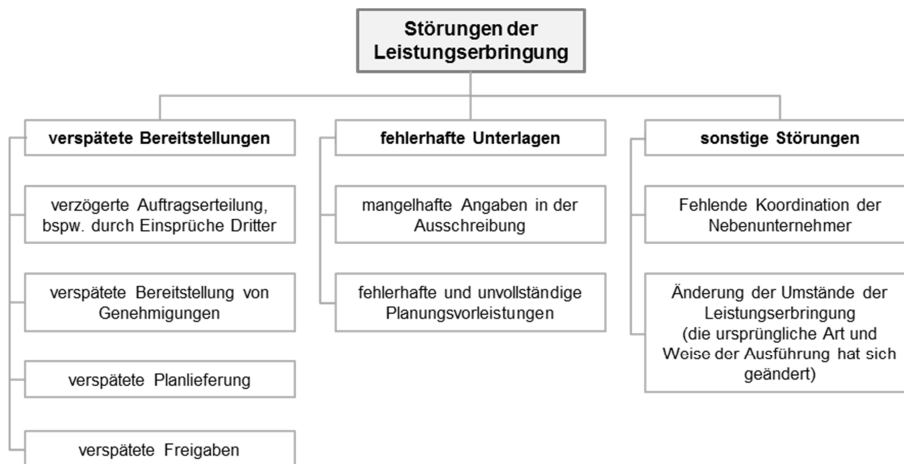 Störungen der
Leistungserbringung
verspätete Bereitstellungen
verzögerte Auftragserteilung,
bspw. durch Einsprüche Dritter
verspätete Bereitstellung von
Genehmigungen
verspätete Planlieferung
verspätete Freigaben
fehlerhafte Unterlagen
mangelhafte Angaben in der
Ausschreibung
fehlerhafte und unvollständige
Planungsvorleistungen
sonstige Störungen
Fehlende Koordination der
Nebenunternehmer
Änderung der Umstände der
Leistungserbringung
(die ursprüngliche Art und
Weise der Ausführung hat sich
geändert)